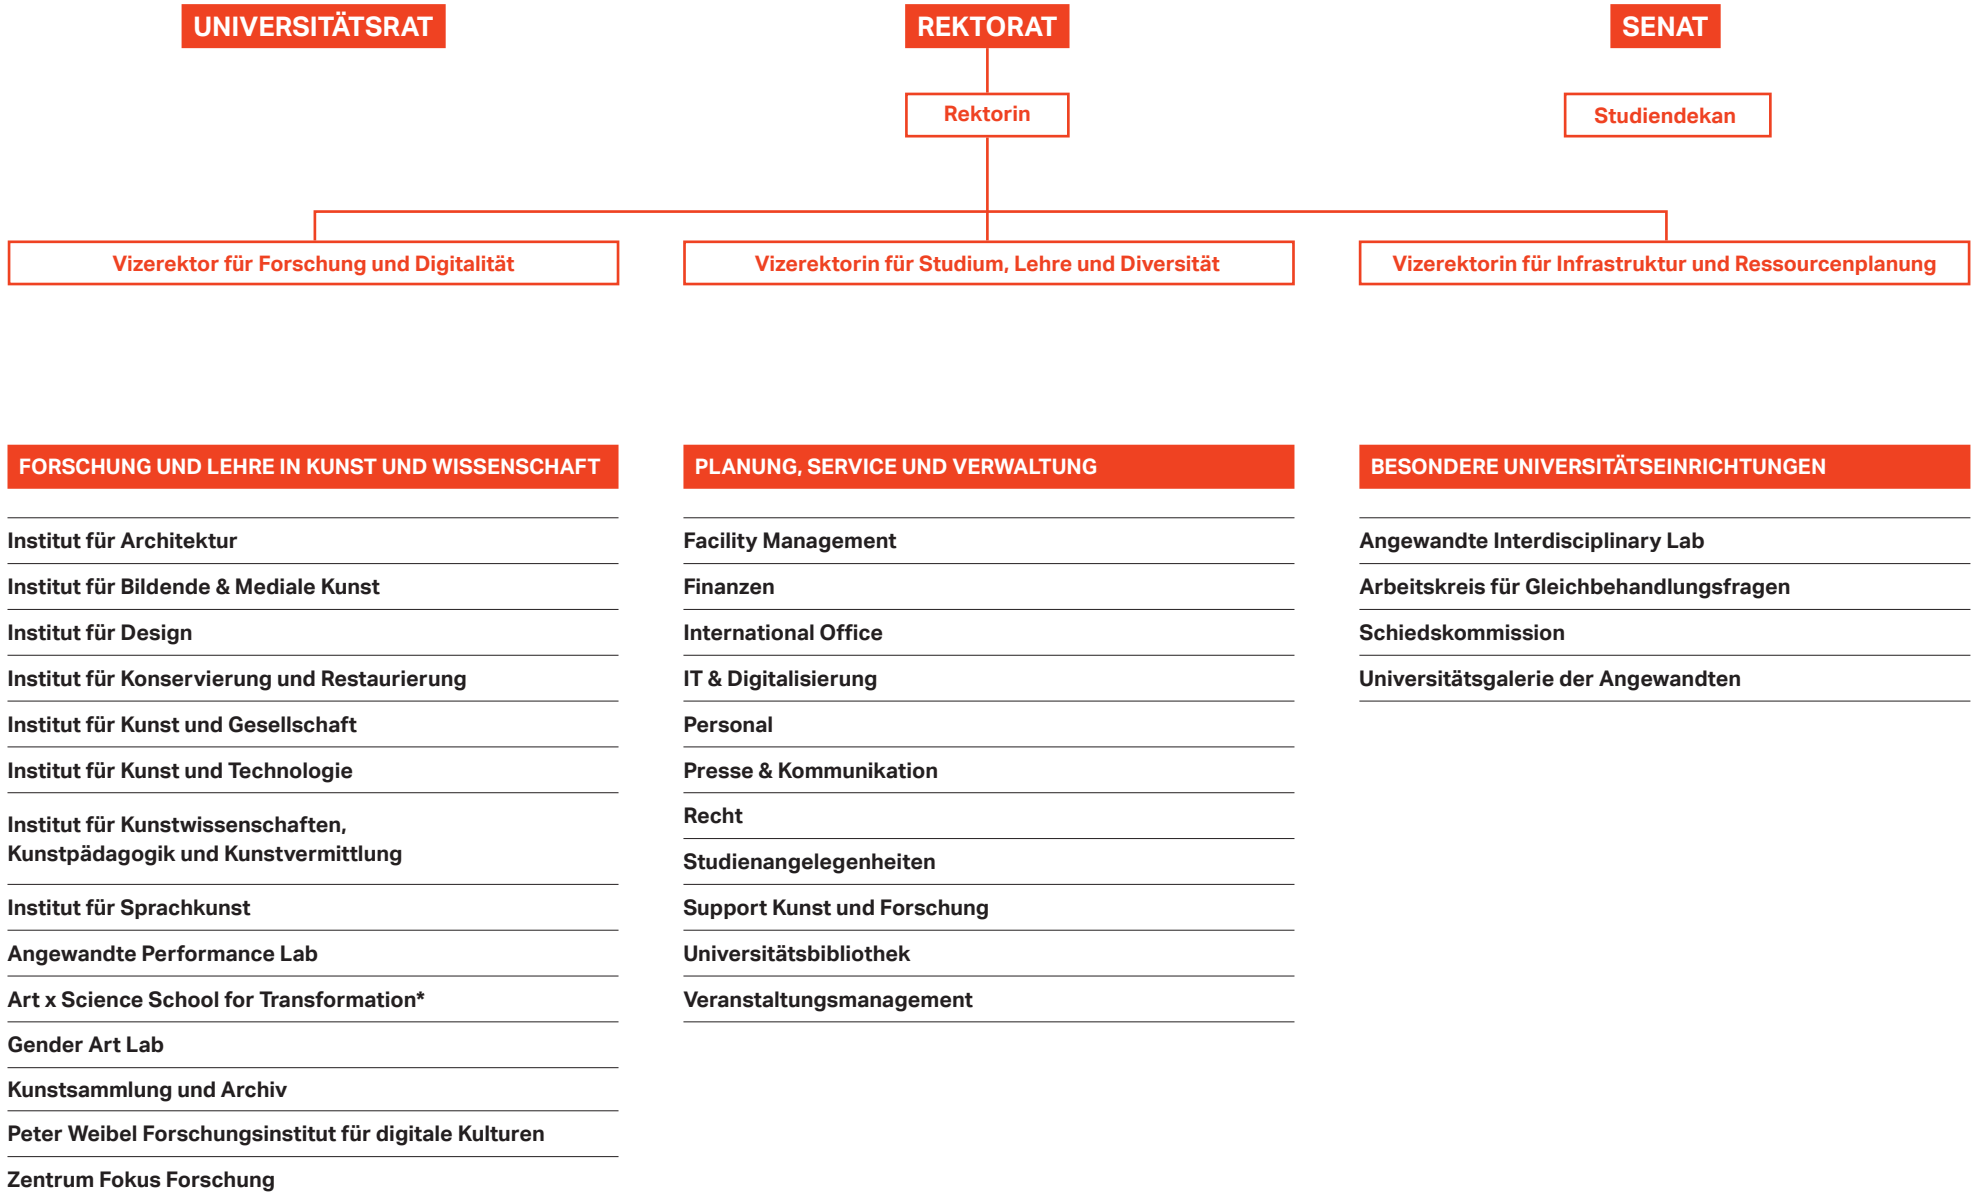 UNIVERSITÄTSRAT
REKTORAT
SENAT
Rektorin
Studiendekan
Vizerektor für Forschung und Digitalität
Vizerektorin für Studium, Lehre und Diversität
Vizerektorin für Infrastruktur und Ressourcenplanung
FORSCHUNG UND LEHRE IN KUNST UND WISSENSCHAFT
Institut für Architektur
Institut für Bildende & Mediale Kunst
Institut für Design
Institut für Konservierung und Restaurierung
Institut für Kunst und Gesellschaft
Institut für Kunst und Technologie
Institut für Kunstwissenschaften,
Kunstpädagogik und Kunstvermittlung
Institut für Sprachkunst
Angewandte Performance Lab
Art x Science School for Transformation*
Gender Art Lab
Kunstsammlung und Archiv
Peter Weibel Forschungsinstitut für digitale Kulturen
Zentrum Fokus Forschung
PLANUNG, SERVICE UND VERWALTUNG
Facility Management
Finanzen
International Office
IT & Digitalisierung
Personal
Presse & Kommunikation
Recht
Studienangelegenheiten
Support Kunst und Forschung
Universitätsbibliothek
Veranstaltungsmanagement
BESONDERE UNIVERSITÄTSEINRICHTUNGEN
Angewandte Interdisciplinary Lab
Arbeitskreis für Gleichbehandlungsfragen
Schiedskommission
Universitätsgalerie der Angewandten